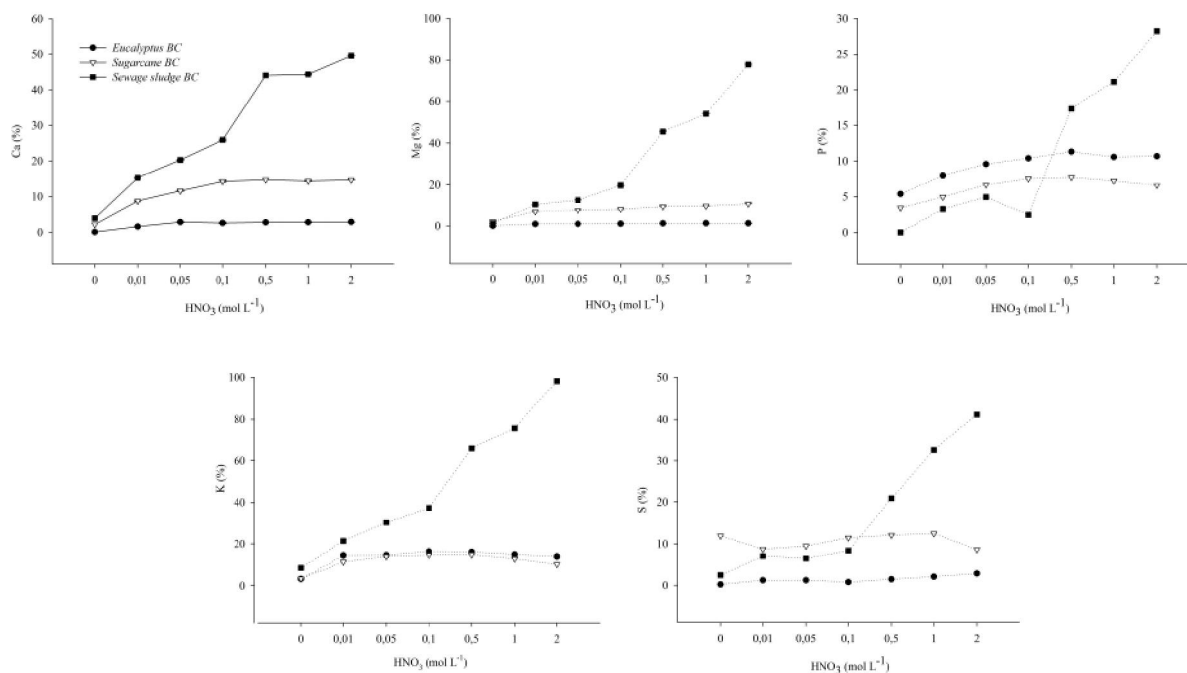 60
50
40
30
20
10
0
Ca (%)
Eucalyptus BC
Sugarcane BC
Sewage sludge BC
0 0,01 0,05 0,1 0,5 1 2
HNO3 (mol L-1)
100
80
60
40
20
0
Mg (%)
0 0,01 0,05 0,1 0,5 1 2
HNO3 (mol L-1)
30
25
20
15
10
5
0
P (%)
0 0,01 0,05 0,1 0,5 1 2
HNO3 (mol L-1)
100
80
60
40
20
0
K (%)
0 0,01 0,05 0,1 0,5 1 2
HNO3 (mol L-1)
50
40
30
20
10
0
S (%)
0 0,01 0,05 0,1 0,5 1 2
HNO3 (mol L-1)